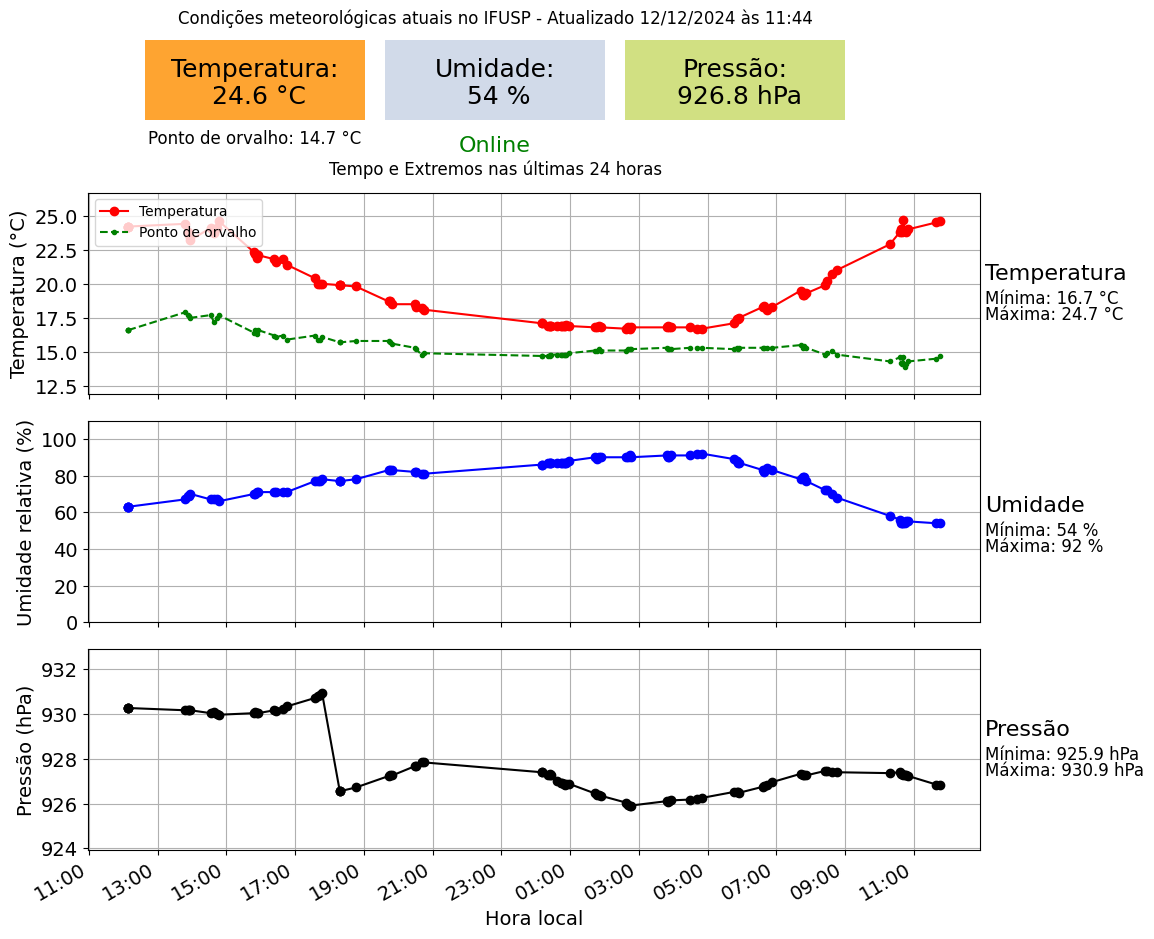 Condições meteorológicas atuais no IFUSP - Atualizado 12/12/2024 às 11:44
Temperatura:
24.6 °C
Umidade:
54 %
Pressão:
926.8 hPa
Ponto de orvalho: 14.7 °C
Online
Tempo e Extremos nas últimas 24 horas
Temperatura (°C)
25.0
22.5
20.0
17.5
15.0
12.5
Temperatura
Ponto de orvalho
Temperatura
Mínima: 16.7 °C
Máxima: 24.7 °C
Umidade relativa (%)
100
80
60
40
20
0
Umidade
Mínima: 54 %
Máxima: 92 %
Pressão (hPa)
932
930
928
926
924
Pressão
Mínima: 925.9 hPa
Máxima: 930.9 hPa
11:00
13:00
15:00
17:00
19:00
21:00
23:00
01:00
03:00
05:00
07:00
09:00
11:00
Hora local